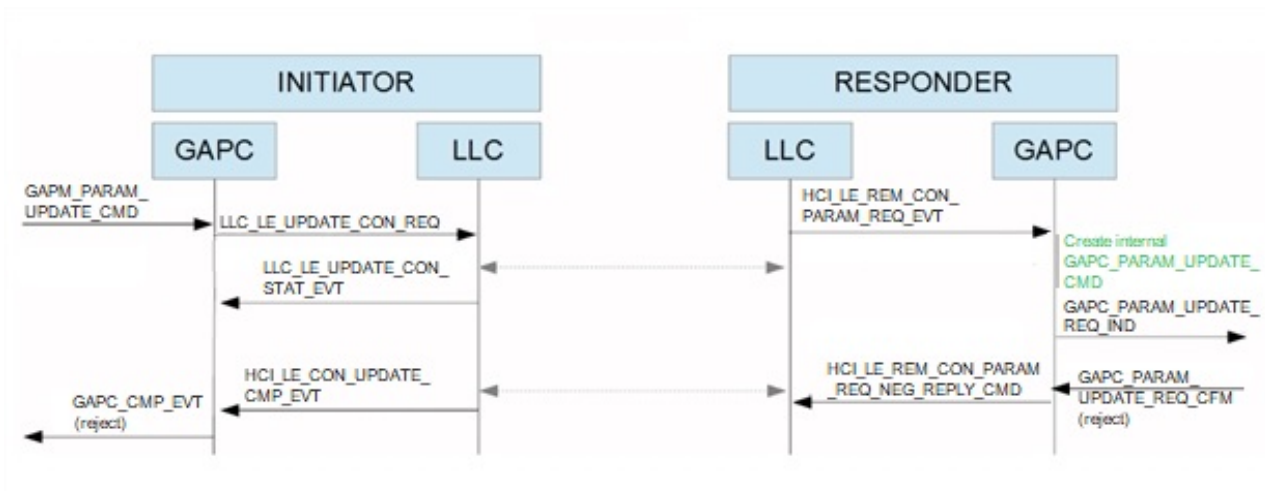 INITIATOR
RESPONDER
GAPC
LLC
LLC
GAPC
GAPM_PARAM_
UPDATE_CMD
LLC_LE_UPDATE_CON_REQ
HCI_LE_REM_CON_
PARAM_REQ_EVT
Create internal
GAPC_PARAM_UPDATE_
CMD
LLC_LE_UPDATE_CON_
STAT_EVT
GAPC_PARAM_UPDATE_
REQ_IND
HCI_LE_CON_UPDATE_
CMP_EVT
HCI_LE_REM_CON_PARAM
_REQ_NEG_REPLY_CMD
GAPC_PARAM_
UPDATE_REQ_CFM
(reject)
GAPC_CMP_EVT
(reject)